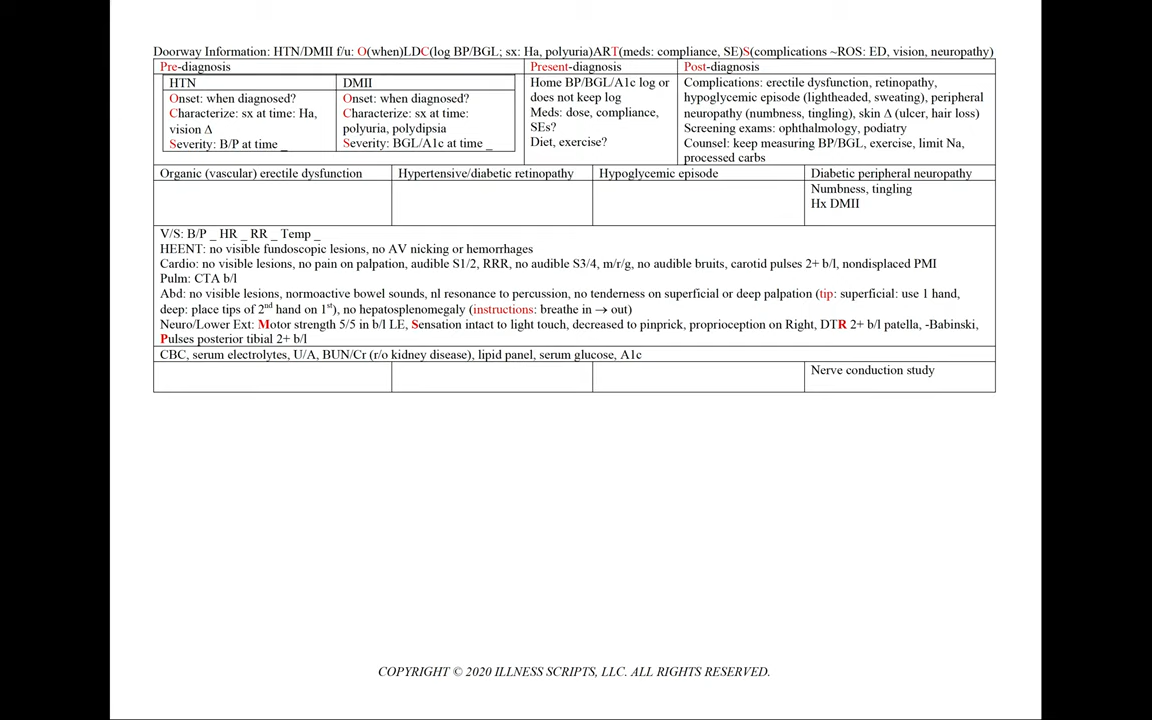 Doorway Information: HTN/DMII f/u: O(when)LDC(log BP/BGL; sx: Ha, polyuria)ART(meds: compliance, SE)S(complications ~ROS: ED, vision, neuropathy)
Pre-diagnosis
HTN
Onset: when diagnosed?
Characterize: sx at time: Ha,
vision Δ
Severity: B/P at time _
DMII
Onset: when diagnosed?
Characterize: sx at time:
polyuria, polydipsia
Severity: BGL/A1c at time _
Present-diagnosis
Home BP/BGL/A1c log or
does not keep log
Meds: dose, compliance,
SEs?
Diet, exercise?
Post-diagnosis
Complications: erectile dysfunction, retinopathy,
hypoglycemic episode (lightheaded, sweating), peripheral
neuropathy (numbness, tingling), skin Δ (ulcer, hair loss)
Screening exams: ophthalmology, podiatry
Counsel: keep measuring BP/BGL, exercise, limit Na,
processed carbs
Organic (vascular) erectile dysfunction
Hypertensive/diabetic retinopathy
Hypoglycemic episode
Diabetic peripheral neuropathy
Numbness, tingling
Hx DMII
V/S: B/P _ HR _ RR _ Temp _
HEENT: no visible fundoscopic lesions, no AV nicking or hemorrhages
Cardio: no visible lesions, no pain on palpation, audible S1/2, RRR, no audible S3/4, m/r/g, no audible bruits, carotid pulses 2+ b/l, nondisplaced PMI
Pulm: CTA b/l
Abd: no visible lesions, normoactive bowel sounds, nl resonance to percussion, no tenderness on superficial or deep palpation (tip: superficial: use 1 hand,
deep: place tips of 2nd hand on 1st), no hepatosplenomegaly (instructions: breathe in → out)
Neuro/Lower Ext: Motor strength 5/5 in b/l LE, Sensation intact to light touch, decreased to pinprick, proprioception on Right, DTR 2+ b/l patella, -Babinski,
Pulses posterior tibial 2+ b/l
CBC, serum electrolytes, U/A, BUN/Cr (r/o kidney disease), lipid panel, serum glucose, A1c
Nerve conduction study
COPYRIGHT © 2020 ILLNESS SCRIPTS, LLC. ALL RIGHTS RESERVED.